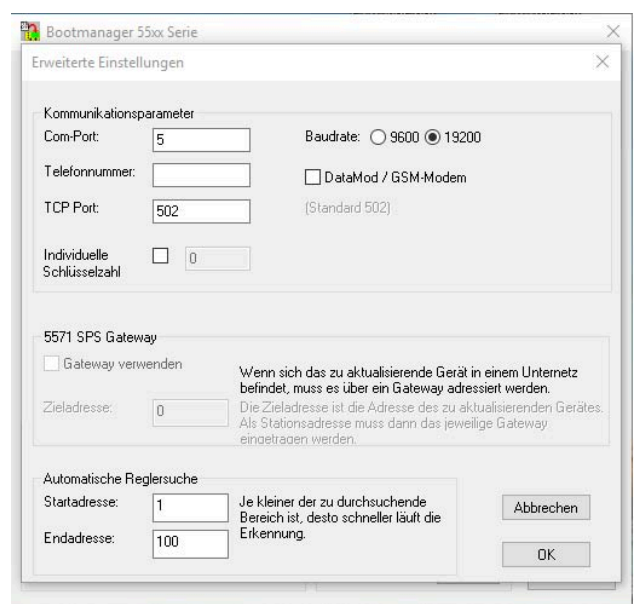 Bootmanager 55xx Serie
Erweiterte Einstellungen
Kommunikationsparameter
Com-Port: 5 Baudrate: 9600 19200
Telefonnummer: DataMod / GSM-Modem
TCP Port: 502 (Standard 502)
Individuelle
Schlüsselzahl 0
5571 SPS Gateway
Gateway verwenden
Wenn sich das zu aktualisierende Gerät in einem Unternetz
befindet, muss es über ein Gateway adressiert werden.
Zieladresse: 0
Die Zieladresse ist die Adresse des zu aktualisierenden Gerätes.
Als Stationsadresse muss dann das jeweilige Gateway
eingetragen werden.
Automatische Reglersuche
Startadresse: 1
Endadresse: 100
Je kleiner der zu durchsuchende
Bereich ist, desto schneller läuft die
Erkennung.
Abbrechen
OK